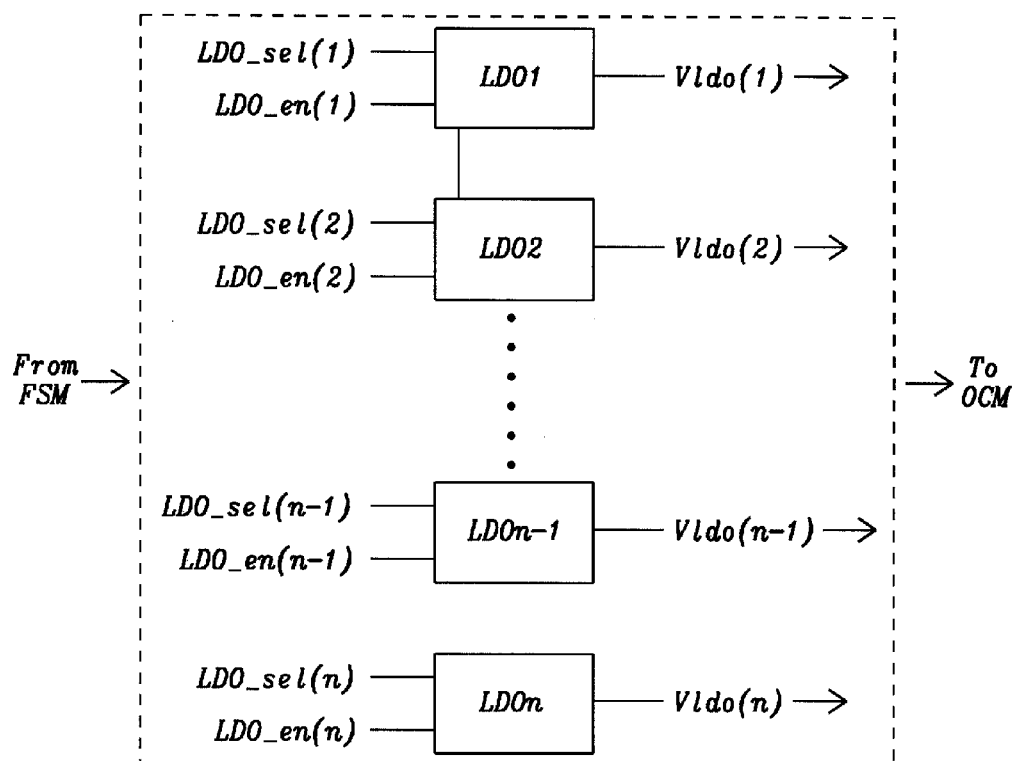 LDO_sel(1)
LDO_en(1)
LDO1
Vldo(1)
LDO_sel(2)
LDO_en(2)
LDO2
Vldo(2)
From
FSM
To
OCM
LDO_sel(n-1)
LDO_en(n-1)
LDOn-1
Vldo(n-1)
LDO_sel(n)
LDO_en(n)
LDOn
Vldo(n)